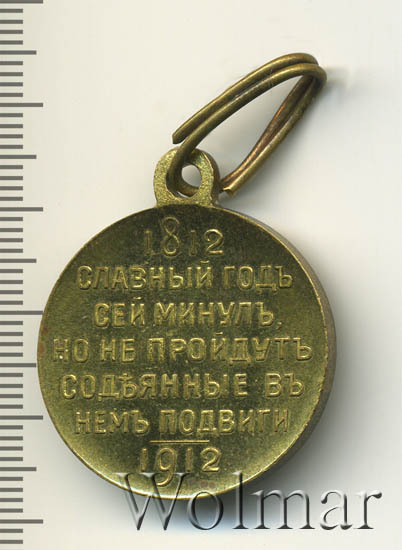 1812
СЛАВНЫЙ ГОДЪ
СЕЙ МИНУЛЪ,
НО НЕ ПРОЙДУТЪ
СОДѢЯННЫЕ ВЪ
НЕМЪ ПОДВИГИ
1912
Wolmar